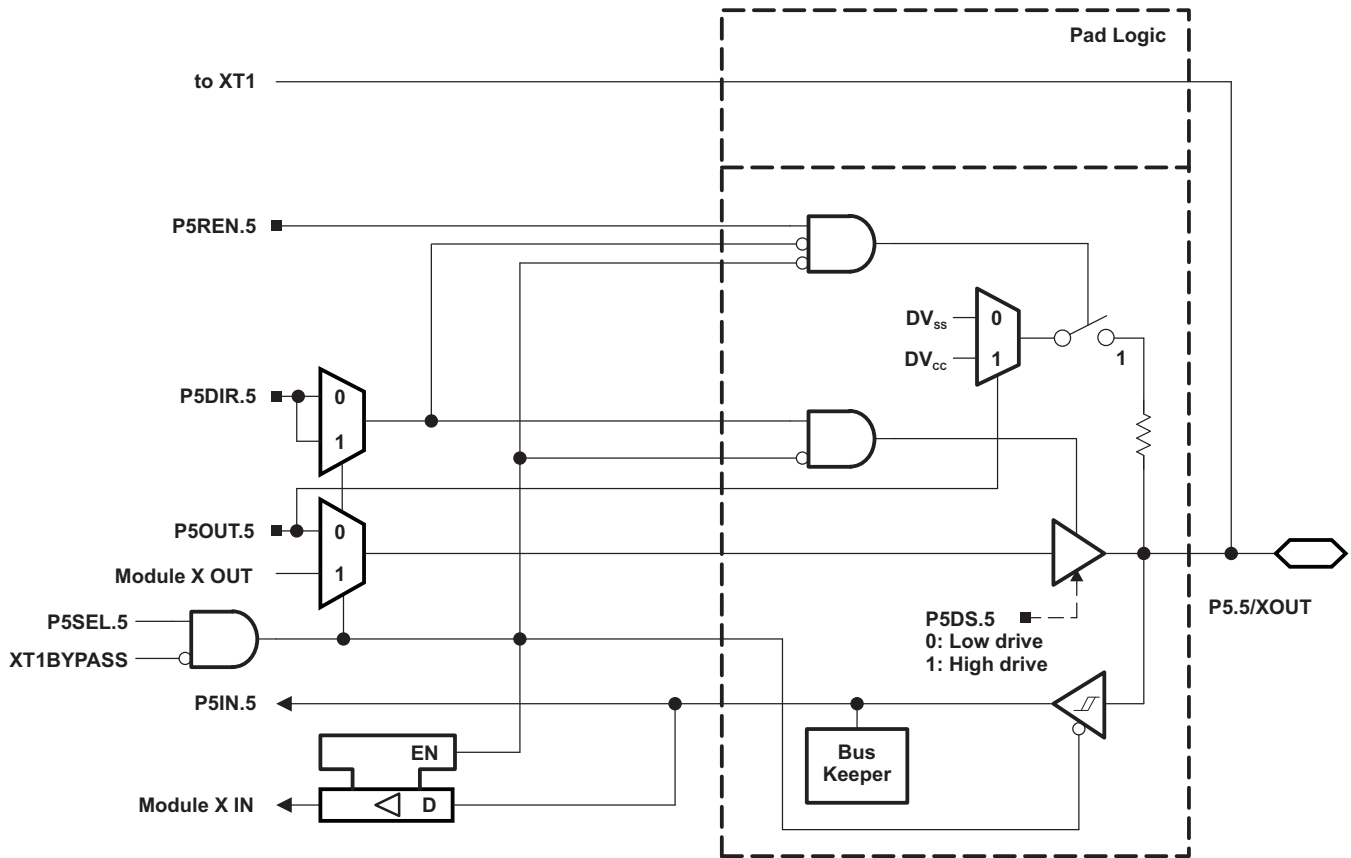 Pad Logic
to XT1
P5REN.5
DVss
0
DVcc
1
1
P5DIR.5
0
1
P5OUT.5
0
Module X OUT
1
P5SEL.5
XT1BYPASS
P5DS.5
0: Low drive
1: High drive
P5.5/XOUT
P5IN.5
EN
Bus
Keeper
Module X IN
D